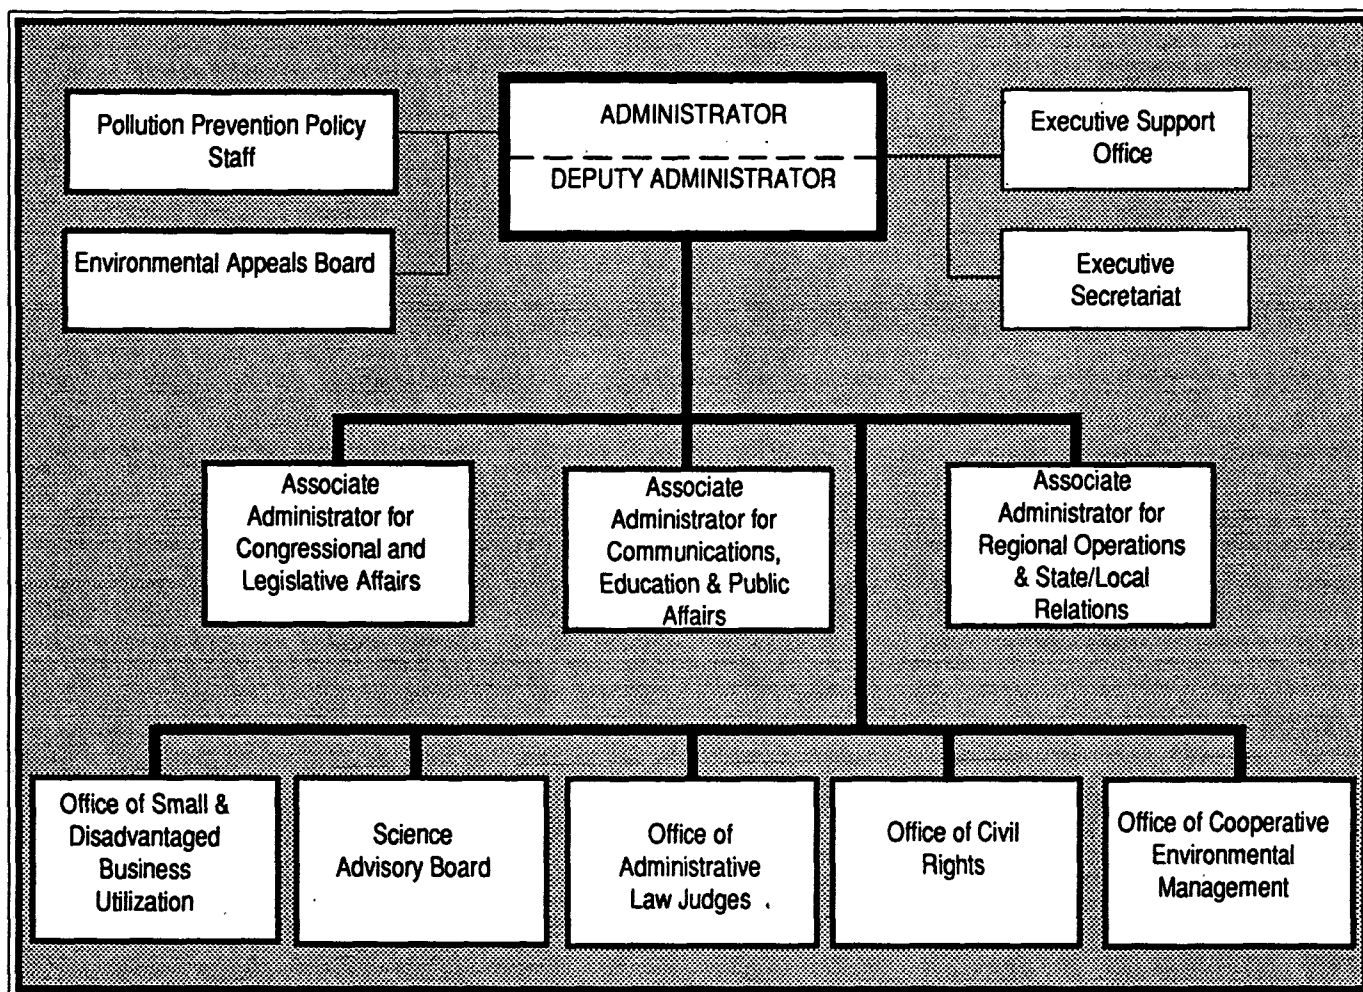 Pollution Prevention Policy
Staff
Environmental Appeals Board
ADMINISTRATOR
DEPUTY ADMINISTRATOR
Executive Support
Office
Executive
Secretariat
Associate
Administrator for
Congressional and
Legislative Affairs
Associate
Administrator for
Communications,
Education & Public
Affairs
Associate
Administrator for
Regional Operations
& State/Local
Relations
Office of Small &
Disadvantaged
Business
Utilization
Science
Advisory Board
Office of
Administrative
Law Judges
Office of Civil
Rights
Office of Cooperative
Environmental
Management